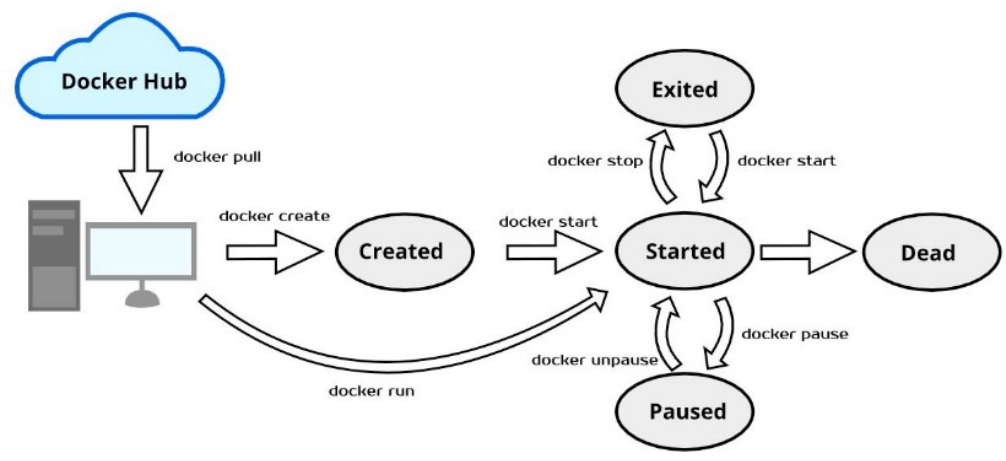 Docker Hub
docker pull
docker create
Created
docker run
docker start
Exited
docker stop
docker start
Started
Dead
docker unpause
docker pause
Paused